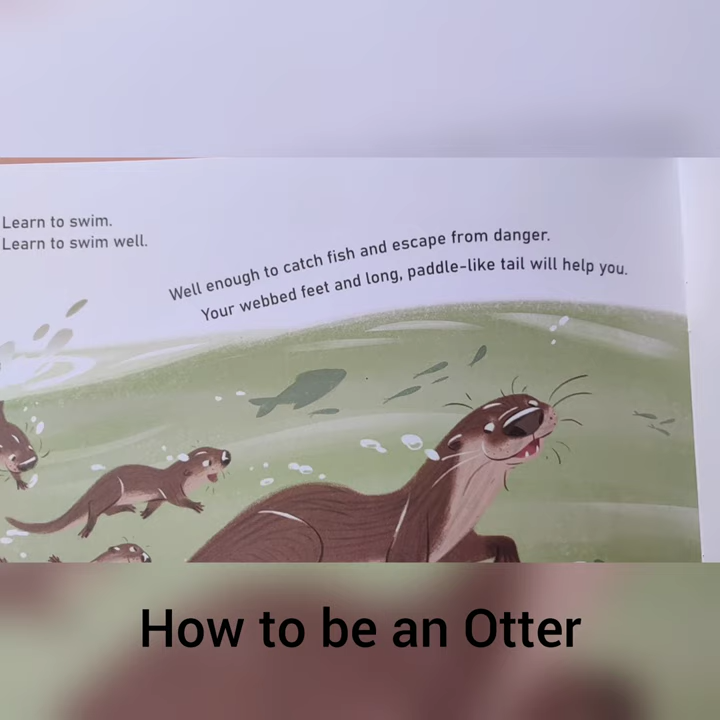 Learn to swim.
Learn to swim well.
Well enough to catch fish and escape from danger.
Your webbed feet and long, paddle-like tail will help you.
How to be an Otter